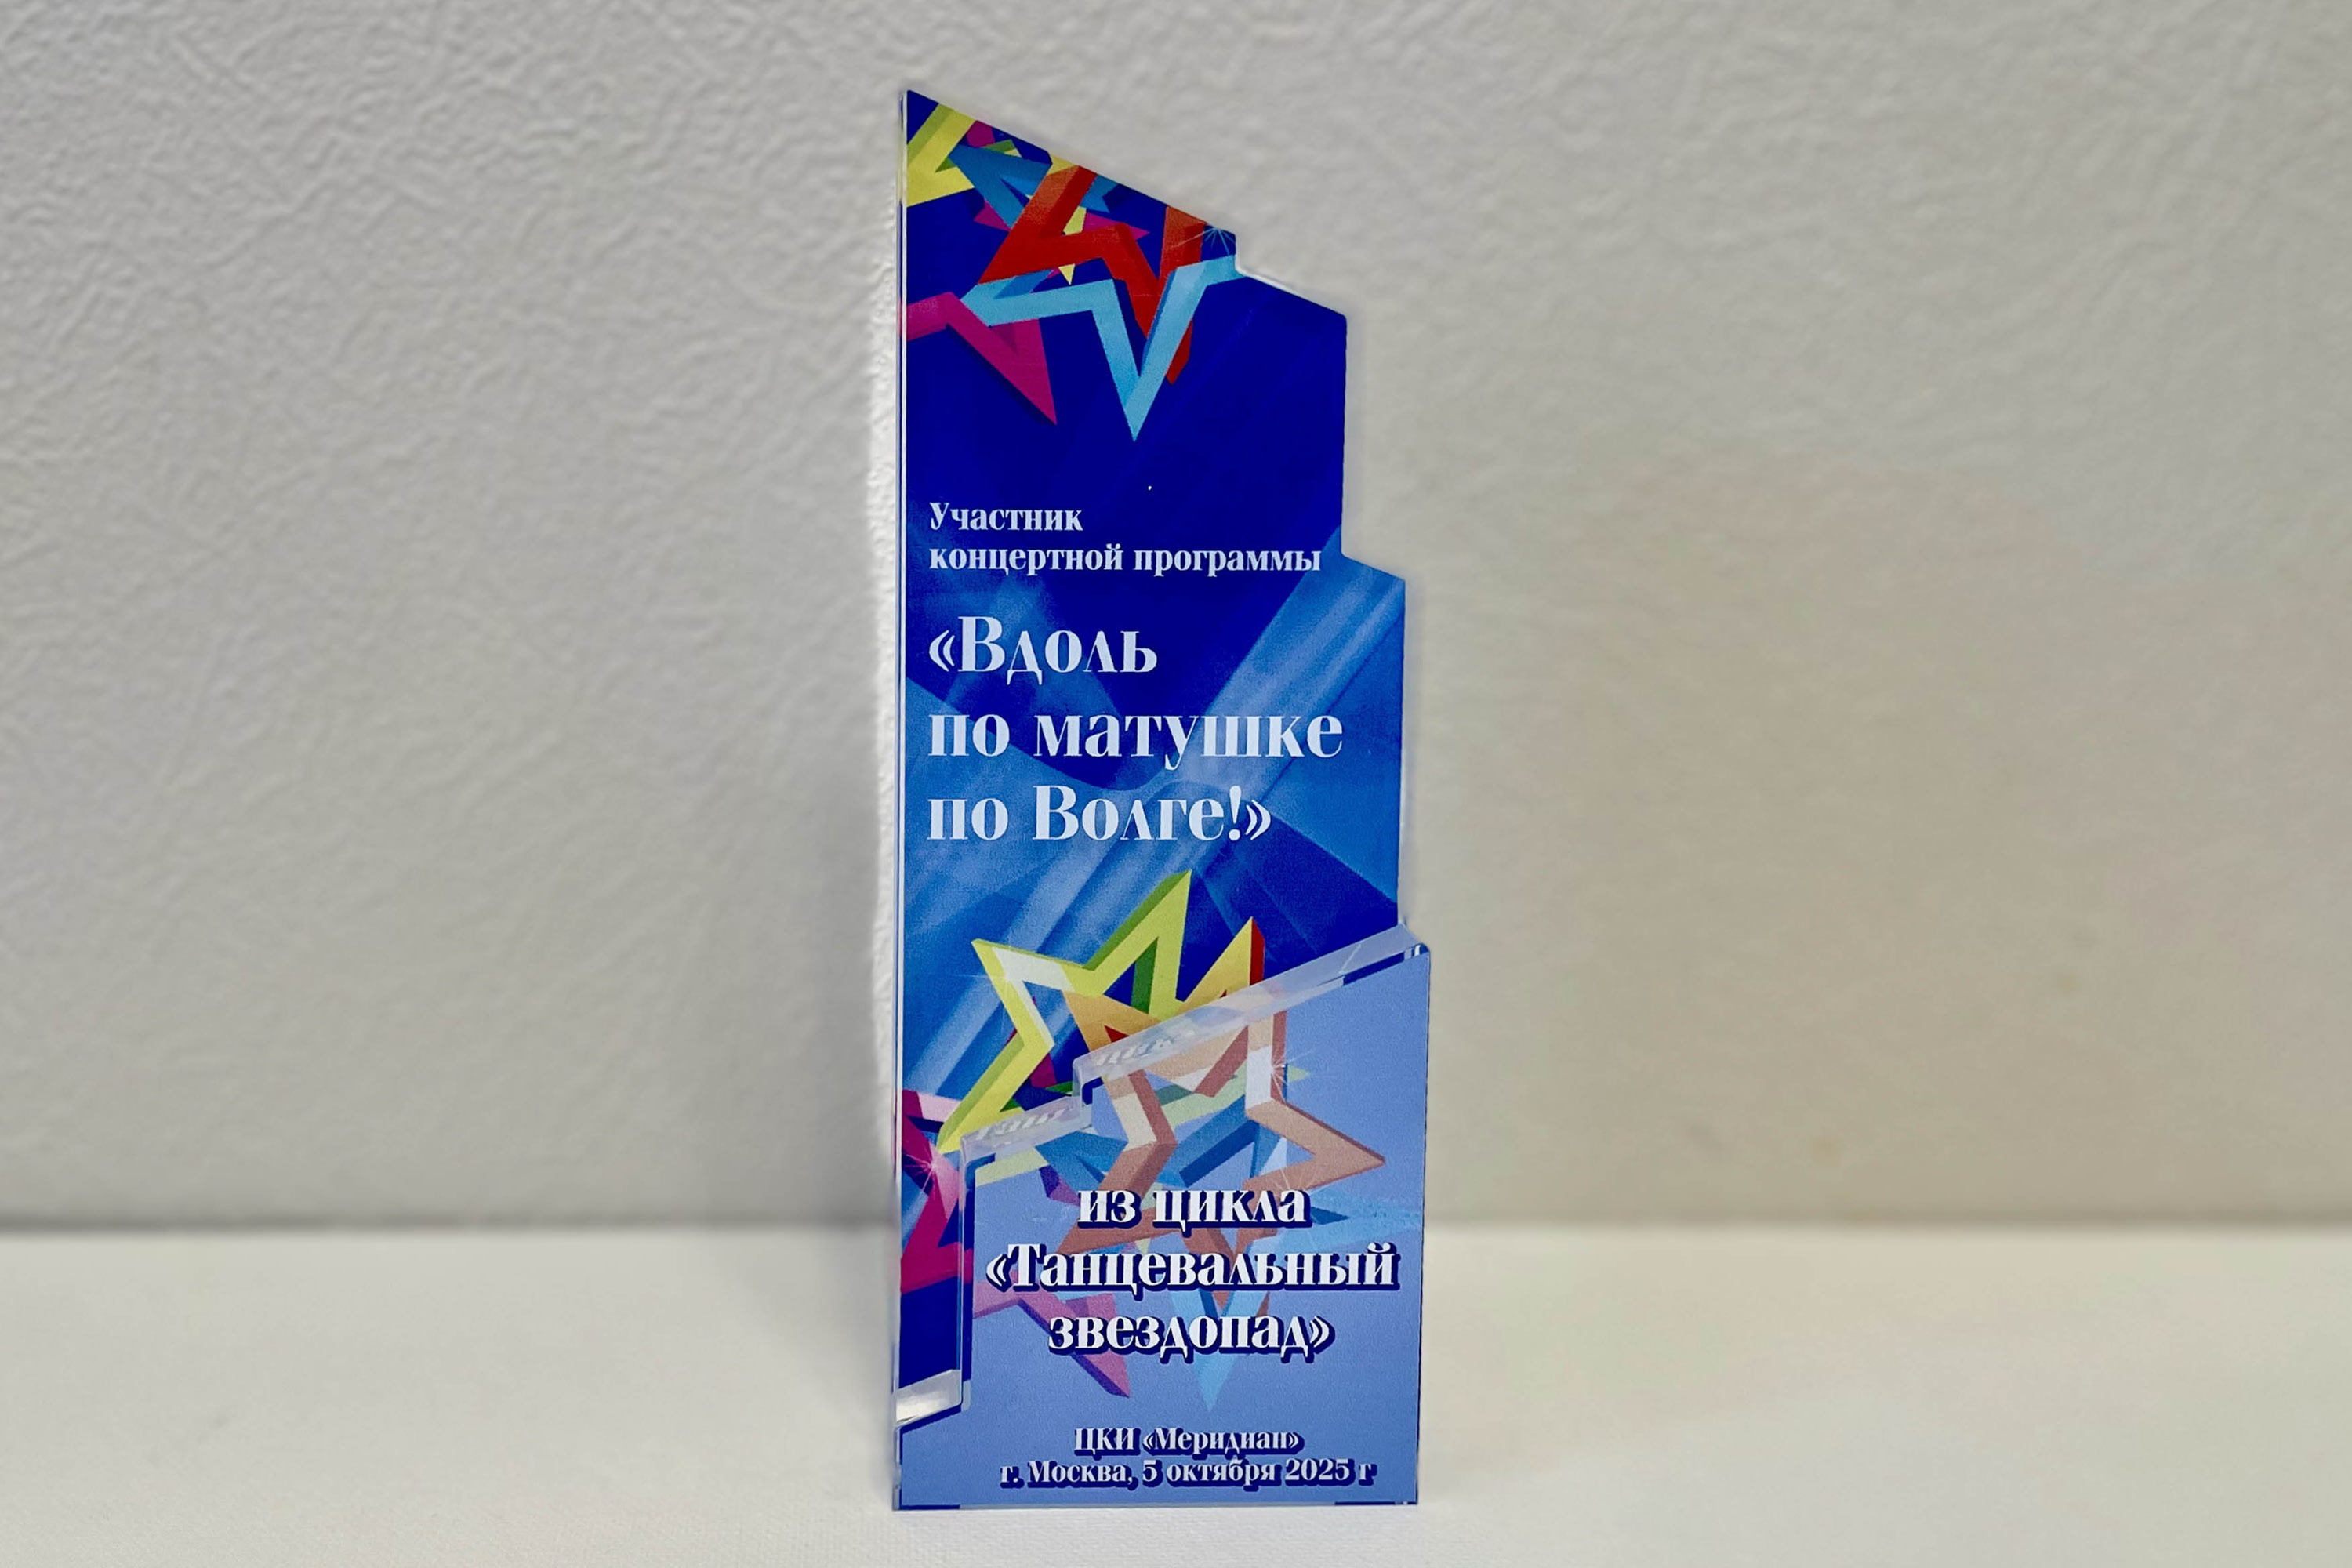 Участник
концертной программы
«Вдоль
по матушке
по Волге!»
из цикла
«Танцевальный
звездопад»
ЦКИ «Меридиан»
г. Москва, 5 октября 2025 г